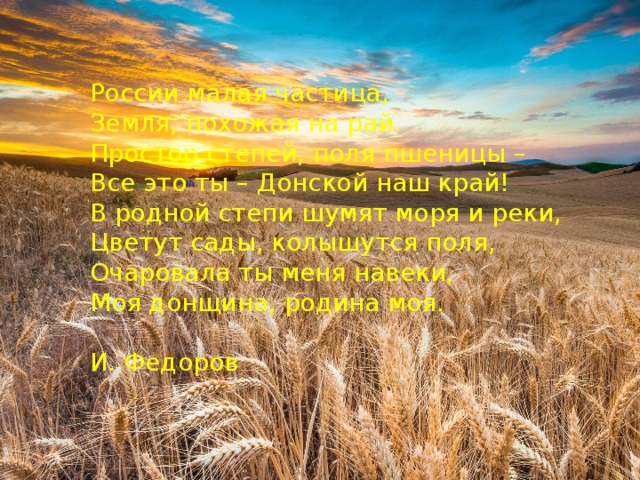 России малая частица,
Земля, похожая на рай.
Простор степей, поля пшеницы –
Все это ты – Донской наш край!
В родной степи шумят моря и реки,
Цветут сады, колышутся поля,
Очаровала ты меня навеки,
Моя донщина, родина моя.
И. Федоров